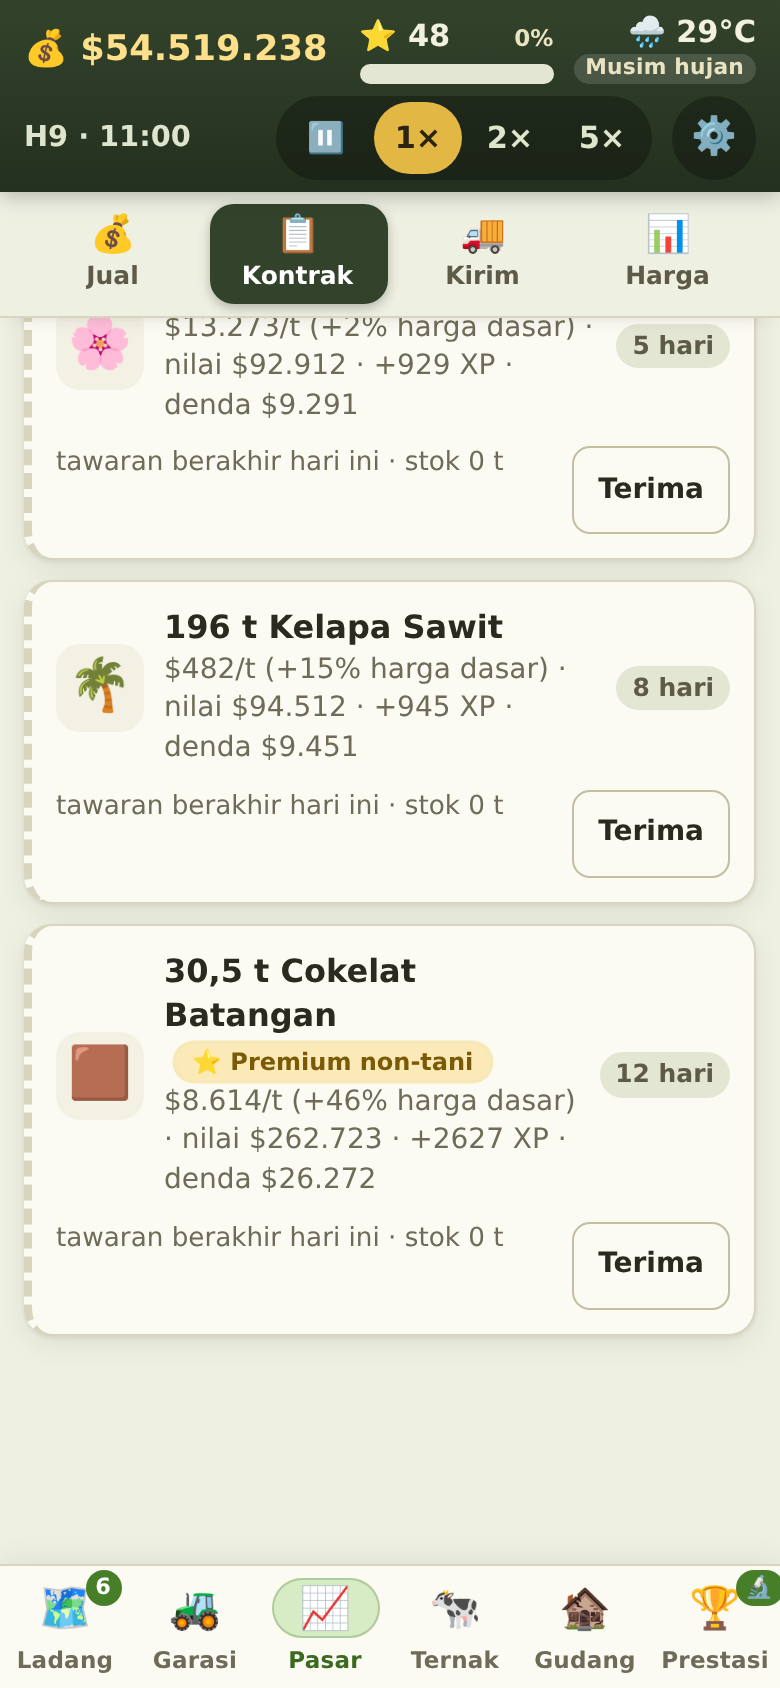 $54.519.238
48
0%
29°C
Musim hujan
H9 · 11:00
1×
2×
5×
Jual
Kontrak
Kirim
Harga
$13.273/t (+2% harga dasar) ·
nilai $92.912 · +929 XP ·
denda $9.291
5 hari
tawaran berakhir hari ini · stok 0 t
Terima
196 t Kelapa Sawit
$482/t (+15% harga dasar) ·
nilai $94.512 · +945 XP ·
denda $9.451
8 hari
tawaran berakhir hari ini · stok 0 t
Terima
30,5 t Cokelat
Batangan
Premium non-tani
$8.614/t (+46% harga dasar)
· nilai $262.723 · +2627 XP ·
denda $26.272
12 hari
tawaran berakhir hari ini · stok 0 t
Terima
6
Ladang
Garasi
Pasar
Ternak
Gudang
Prestasi